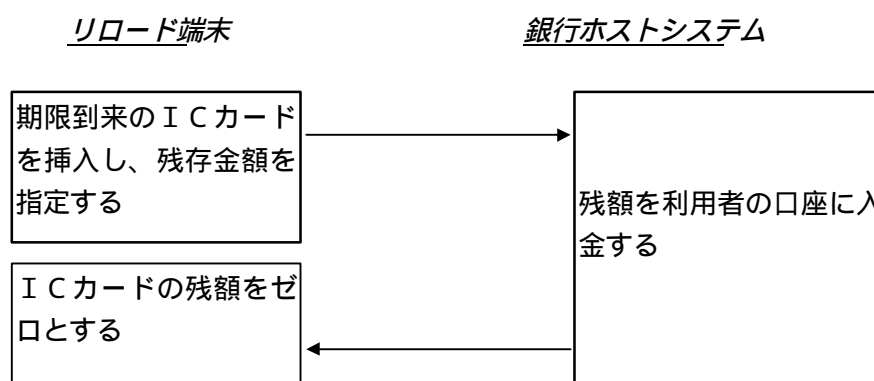 リロード端末
銀行ホストシステム
期限到来のＩＣカード
を挿入し、残存金額を
指定する
残額を利用者の口座に入
金する
ＩＣカードの残額をゼ
ロとする